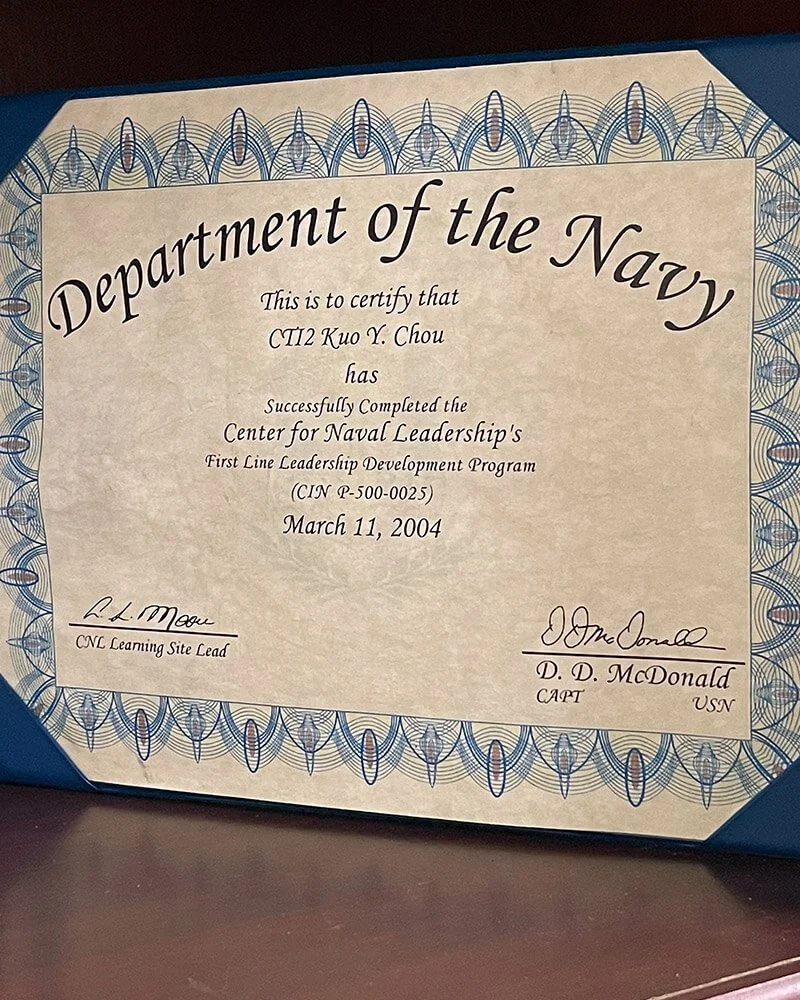 Department of the Navy
This is to certify that
CTI2 Kuo Y. Chou
has
Successfully Completed the
Center for Naval Leadership's
First Line Leadership Development Program
(CIN P-500-0025)
March 11, 2004
CNL Learning Site Lead
D. D. McDonald
CAPT USN